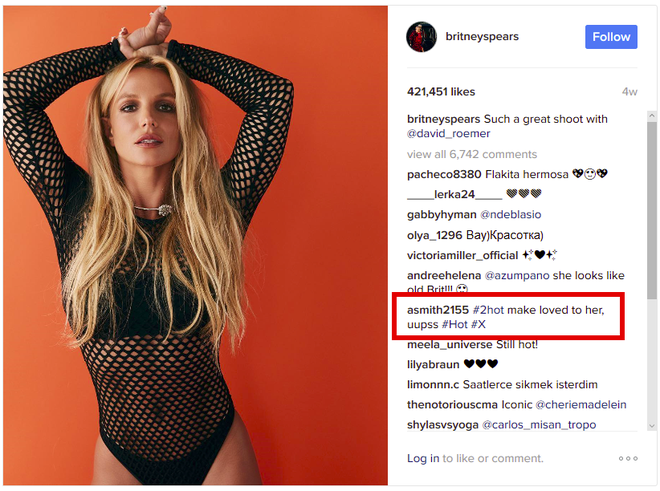 britneyspears
Follow
421,451 likes
4w
britneyspears Such a great shoot with
@david_roemer
view all 6,742 comments
pacheco8380 Flakita hermosa 💖😍💖
____lerka24____ 💛💛💛
gabbyhyman @ndeblasio
olya_1296 Вау)Красотка)
victoriamiller_official ✨🖤✨
andreehelena @azumpano she looks like
old Brit!!! 😍
asmith2155 #2hot make loved to her,
uupss #Hot #X
meela_universe Still hot!
lilyabraun ❤❤❤
limonnn.c Saatlerce sikmek isterdim
thenotoriouscma Iconic @cheriemadelein
shylasvsyoga @carlos_misan_tropo
Log in to like or comment.